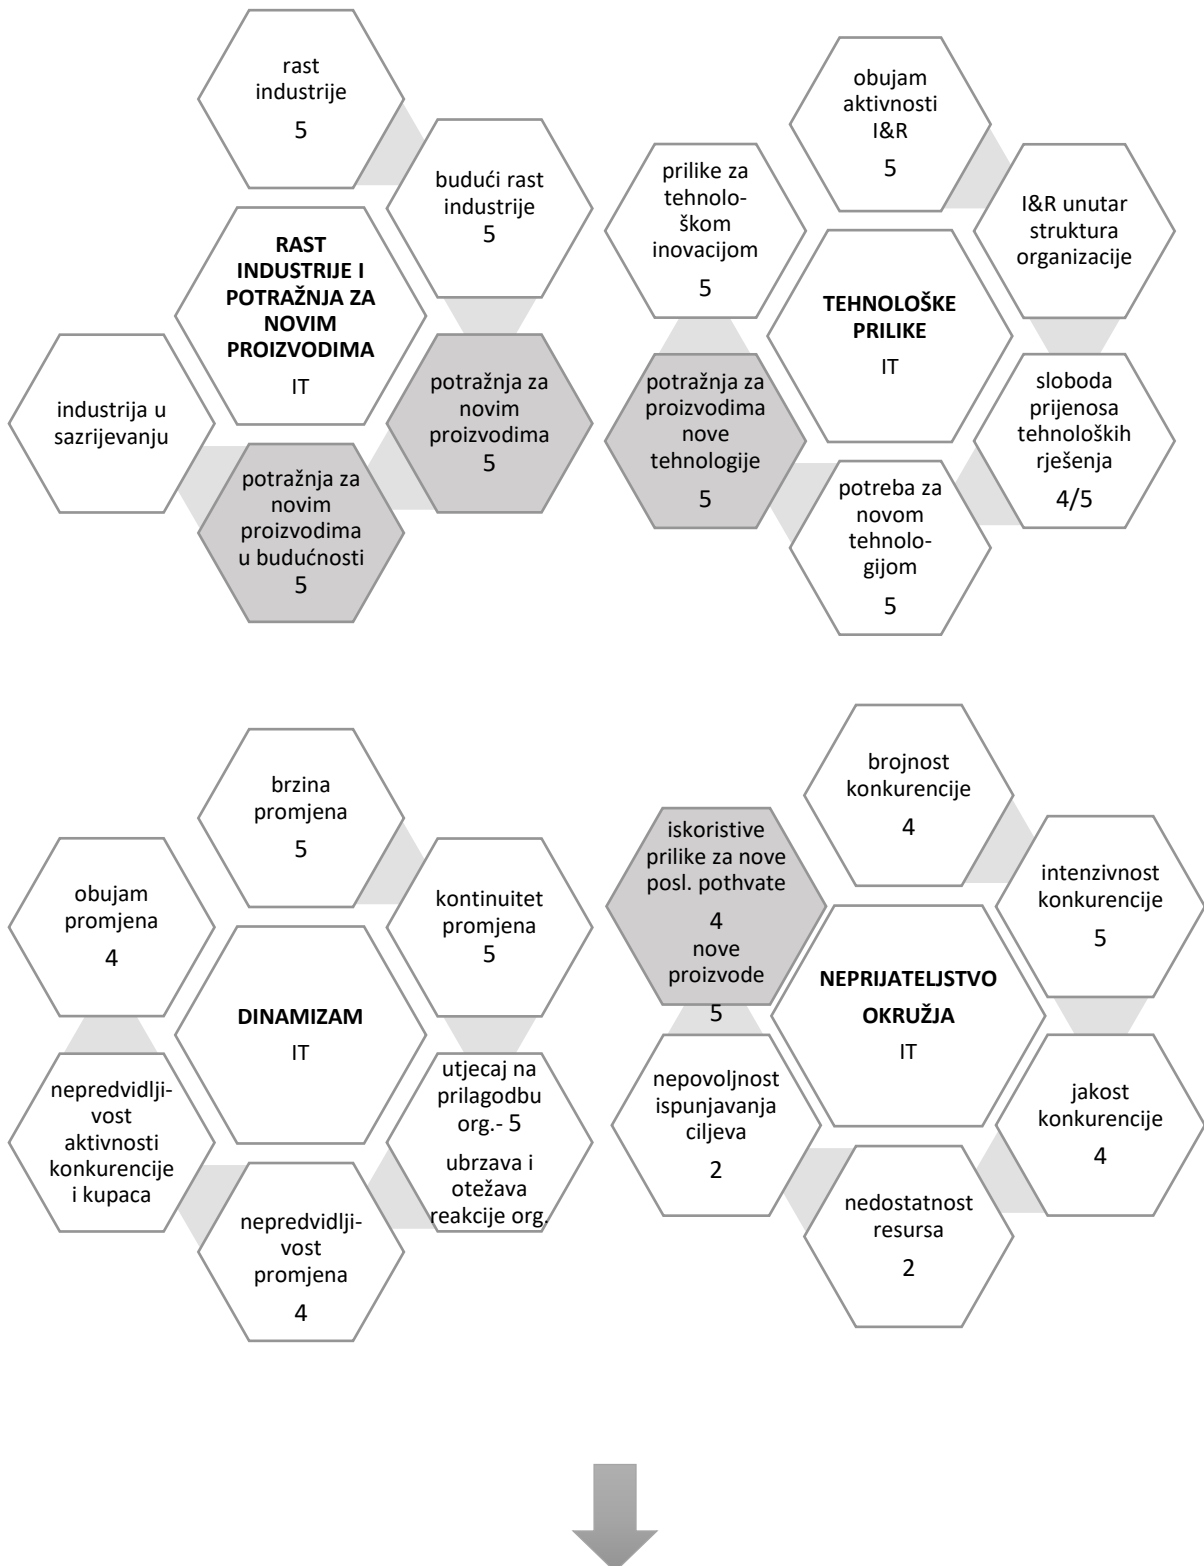 rast
industrije
5
budući rast
industrije
5
RAST
INDUSTRIJE I
POTRAŽNJA ZA
NOVIM
PROIZVODIMA
IT
potražnja za
novim
proizvodima
5
industrija u
sazrijevanju
potražnja za
novim
proizvodima
u budućnosti
5
obujam
aktivnosti
I&R
5
prilike za
tehnolo-
škom
inovacijom
5
I&R unutar
struktura
organizacije
TEHNOLOŠKE
PRILIKE
IT
potražnja za
proizvodima
nove
tehnologije
5
sloboda
prijenosa
tehnoloških
rješenja
4/5
potreba za
novom
tehnolo-
gijom
5
brzina
promjena
5
obujam
promjena
4
kontinuitet
promjena
5
DINAMIZAM
IT
nepredvidlji-
vost
aktivnosti
konkurencije
i kupaca
utjecaj na
prilagodbu
org.- 5
ubrzava i
otežava
reakcije org.
nepredvidlji-
vost
promjena
4
brojnost
konkurencije
4
iskoristive
prilike za nove
posl. pothvate
4
nove
proizvode
5
intenzivnost
konkurencije
5
NEPRIJATELJSTVO
OKRUŽJA
IT
nepovoljnost
ispunjavanja
ciljeva
2
jakost
konkurencije
4
nedostatnost
resursa
2